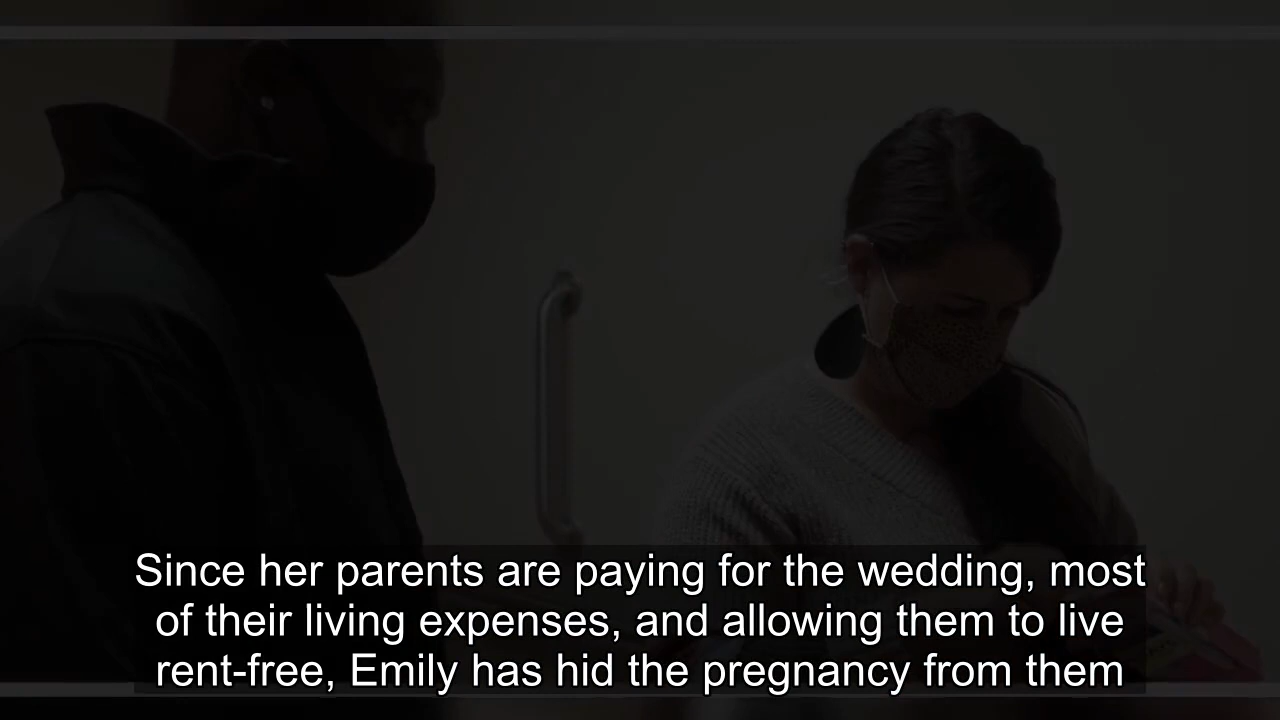 Since her parents are paying for the wedding, most
of their living expenses, and allowing them to live
rent-free, Emily has hid the pregnancy from them